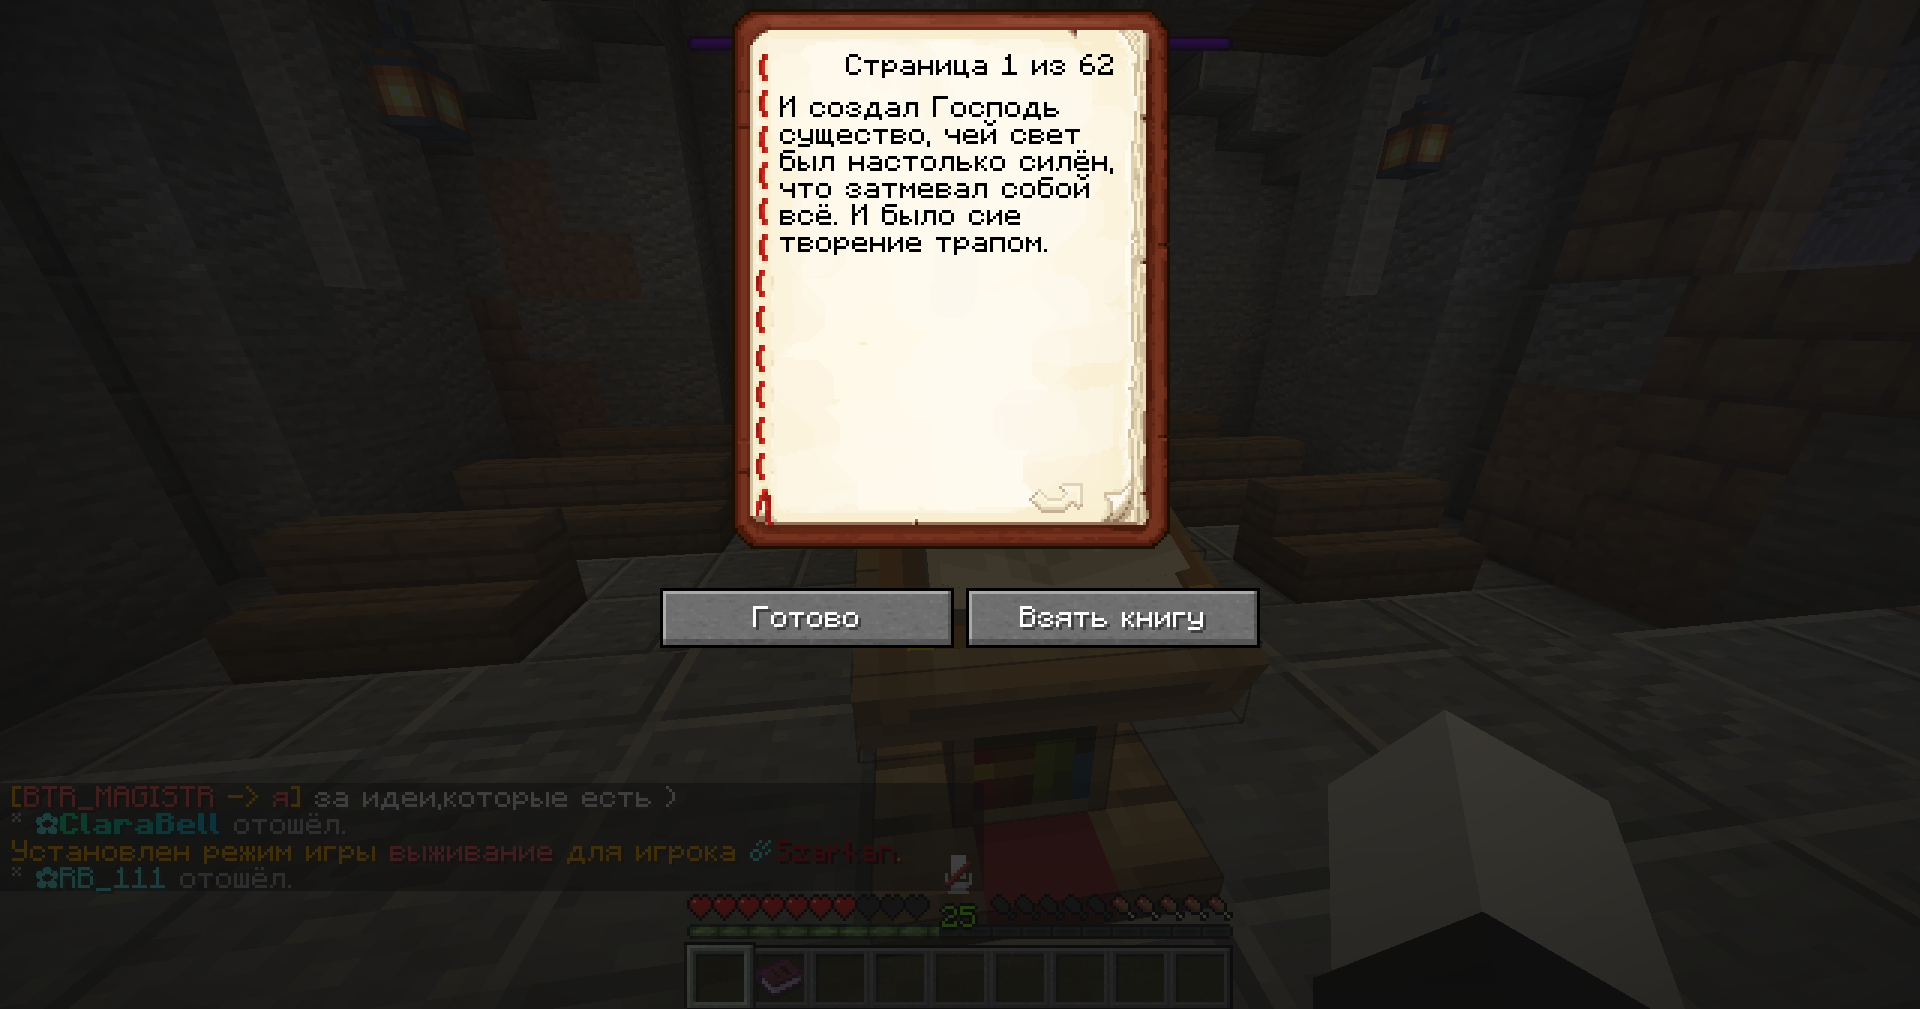 Страница 1 из 62
И создал Господь
существо, чей свет
был настолько силён,
что затмевал собой
всё. И было сие
творение трапом.
Готово
Взять книгу
[BTR_MAGISTR -> я] за идеи,которые есть )
* ✿ClaraBell отошёл.
Установлен режим игры выживание для игрока Szarkan.
* ✿RB_111 отошёл.
25